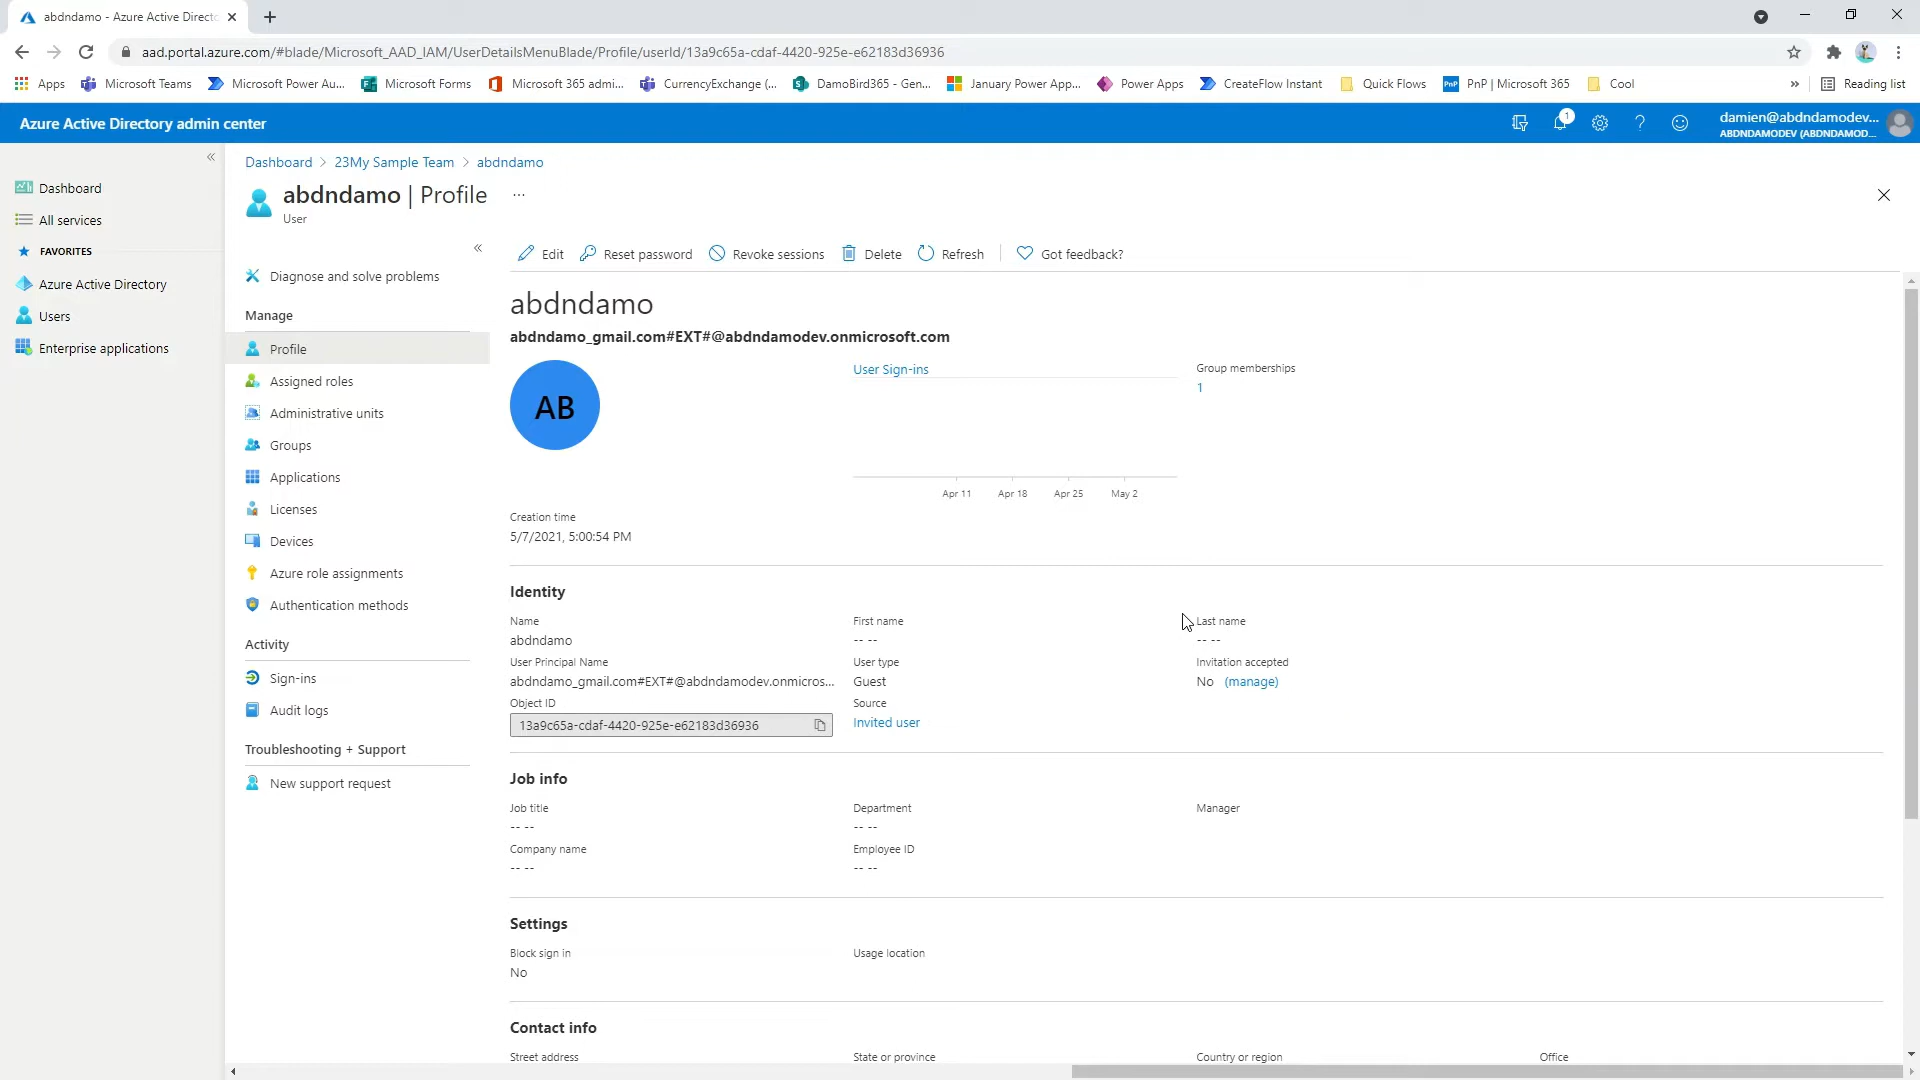 abdndamo - Azure Active Directo
aad.portal.azure.com/#blade/Microsoft_AAD_IAM/UserDetailsMenuBlade/Profile/userId/13a9c65a-cdaf-4420-925e-e62183d36936
Apps Microsoft Teams Microsoft Power Au... Microsoft Forms Microsoft 365 admi... CurrencyExchange (... DamoBird365 - Gen... January Power App... Power Apps CreateFlow Instant Quick Flows PnP PnP | Microsoft 365 Cool » Reading list
Azure Active Directory admin center
1
damien@abdndamodev...
ABDNDAMODEV (ABDNDAMOD...
Dashboard
All services
FAVORITES
Azure Active Directory
Users
Enterprise applications
Dashboard > 23My Sample Team > abdndamo
abdndamo | Profile ...
User
Diagnose and solve problems
Manage
Profile
Assigned roles
Administrative units
Groups
Applications
Licenses
Devices
Azure role assignments
Authentication methods
Activity
Sign-ins
Audit logs
Troubleshooting + Support
New support request
Edit Reset password Revoke sessions Delete Refresh Got feedback?
abdndamo
abdndamo_gmail.com#EXT#@abdndamodev.onmicrosoft.com
AB
User Sign-ins
Apr 11 Apr 18 Apr 25 May 2
Group memberships
1
Creation time
5/7/2021, 5:00:54 PM
Identity
Name First name Last name
abdndamo -- -- -- --
User Principal Name User type Invitation accepted
abdndamo_gmail.com#EXT#@abdndamodev.onmicros... Guest No (manage)
Object ID Source
13a9c65a-cdaf-4420-925e-e62183d36936 Invited user
Job info
Job title Department Manager
-- -- -- --
Company name Employee ID
-- -- -- --
Settings
Block sign in Usage location
No
Contact info
Street address State or province Country or region Office